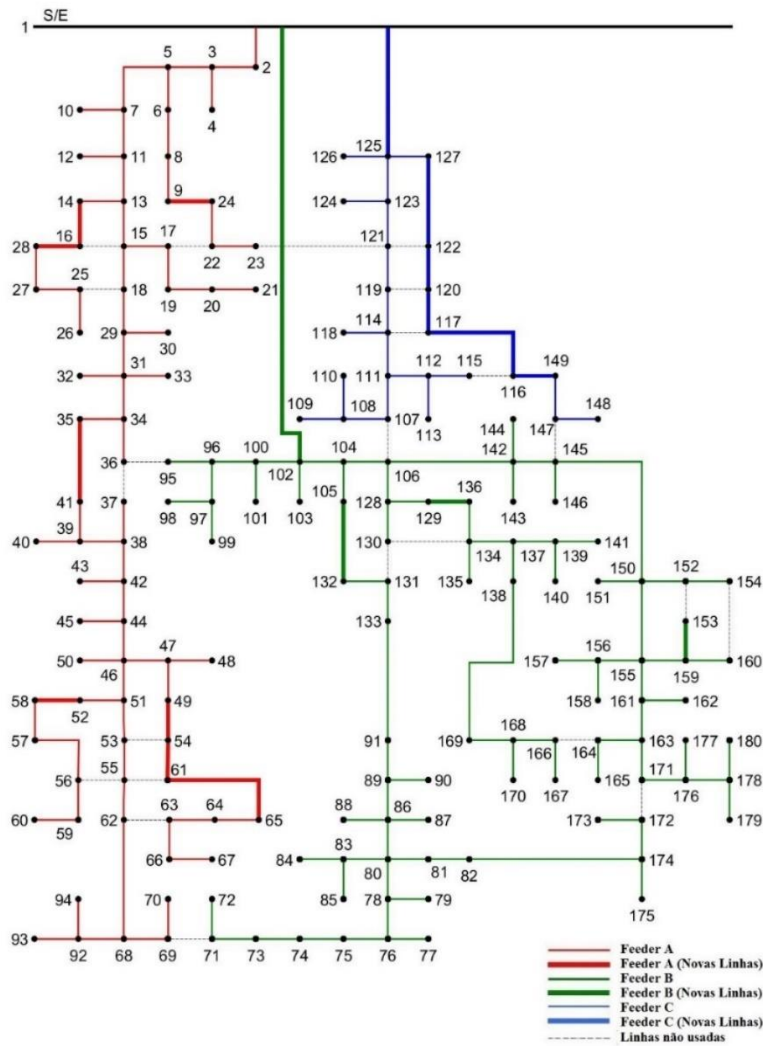 S/E
1
5 3
2
10 7 6 4
125
12 11 8 126 127
9
14 13 24 124 123
17
28 16 15 22 23 121 122
25
27 18 19 20 21 119 120
114 117
26 29 30 118
31 110 112 115 149
32 33 111 116
35 34 109 108 107 113 144 147 148
96 100 104 142 145
36 95 102 106
105 136
41 37 98 97 101 103 128 129 143 146
39
40 38 99 130 134 137 139 141
43 150 152 154
42 132 131 135 138 140 151
153
45 44 133 156
47
50 46 48 157 155 159 160
58 52 51 49 158 161 162
57 53 54 91 169 168 166 164 163 177 180
55 61 171
56 89 90 170 167 165 176 178
63 64 88 86
60 59 62 65 87 173 172 179
83
66 67 84 80 81 82 174
94 70 72 85 78 79
175
93 92 68 69 71 73 74 75 76 77
Feeder A
Feeder A (Novas Linhas)
Feeder B
Feeder B (Novas Linhas)
Feeder C
Feeder C (Novas Linhas)
Linhas não usadas